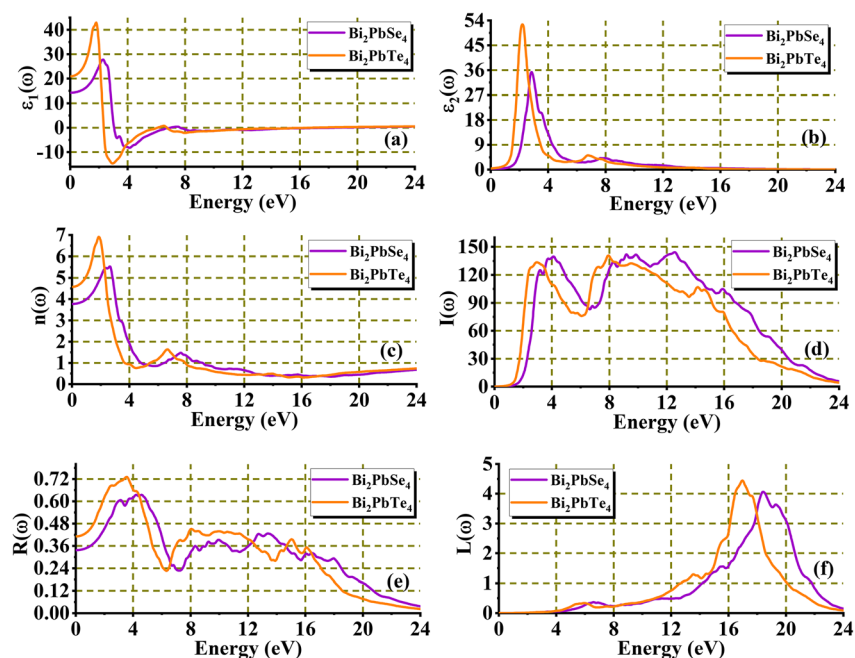 40
30
20
10
0
-10
ε₁(ω)
Bi₂PbSe₄
Bi₂PbTe₄
(a)
0 4 8 12 16 20 24
Energy (eV)
54
45
36
27
18
9
0
ε₂(ω)
Bi₂PbSe₄
Bi₂PbTe₄
(b)
0 4 8 12 16 20 24
Energy (eV)
7
6
5
4
3
2
1
0
n(ω)
Bi₂PbSe₄
Bi₂PbTe₄
(c)
0 4 8 12 16 20 24
Energy (eV)
150
120
90
60
30
0
I(ω)
Bi₂PbSe₄
Bi₂PbTe₄
(d)
0 4 8 12 16 20 24
Energy (eV)
0.72
0.60
0.48
0.36
0.24
0.12
0.00
R(ω)
Bi₂PbSe₄
Bi₂PbTe₄
(e)
0 4 8 12 16 20 24
Energy (eV)
5
4
3
2
1
0
L(ω)
Bi₂PbSe₄
Bi₂PbTe₄
(f)
0 4 8 12 16 20 24
Energy (eV)